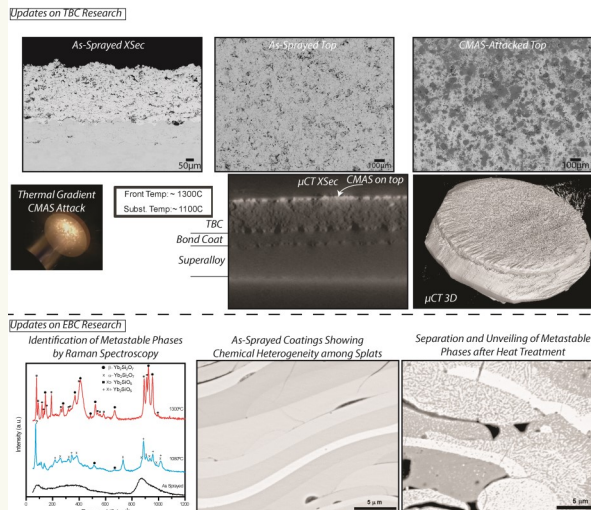 Updates on TBC Research
As-Sprayed XSec
As-Sprayed Top
CMAS-Attacked Top
50µm
100µm
100µm
Thermal Gradient
CMAS Attack
Front Temp:~ 1300C
Subst. Temp:~ 1100C
µCT XSec
CMAS on top
TBC
Bond Coat
Superalloy
µCT 3D
Updates on EBC Research
Identification of Metastable Phases
by Raman Spectroscopy
As-Sprayed Coatings Showing
Chemical Heterogeneity among Splats
Separation and Unveiling of Metastable
Phases after Heat Treatment
Intensity (a.u)
1300°C
As Sprayed
0 200 400 600 800 1000 1200
5 µm
5 µm